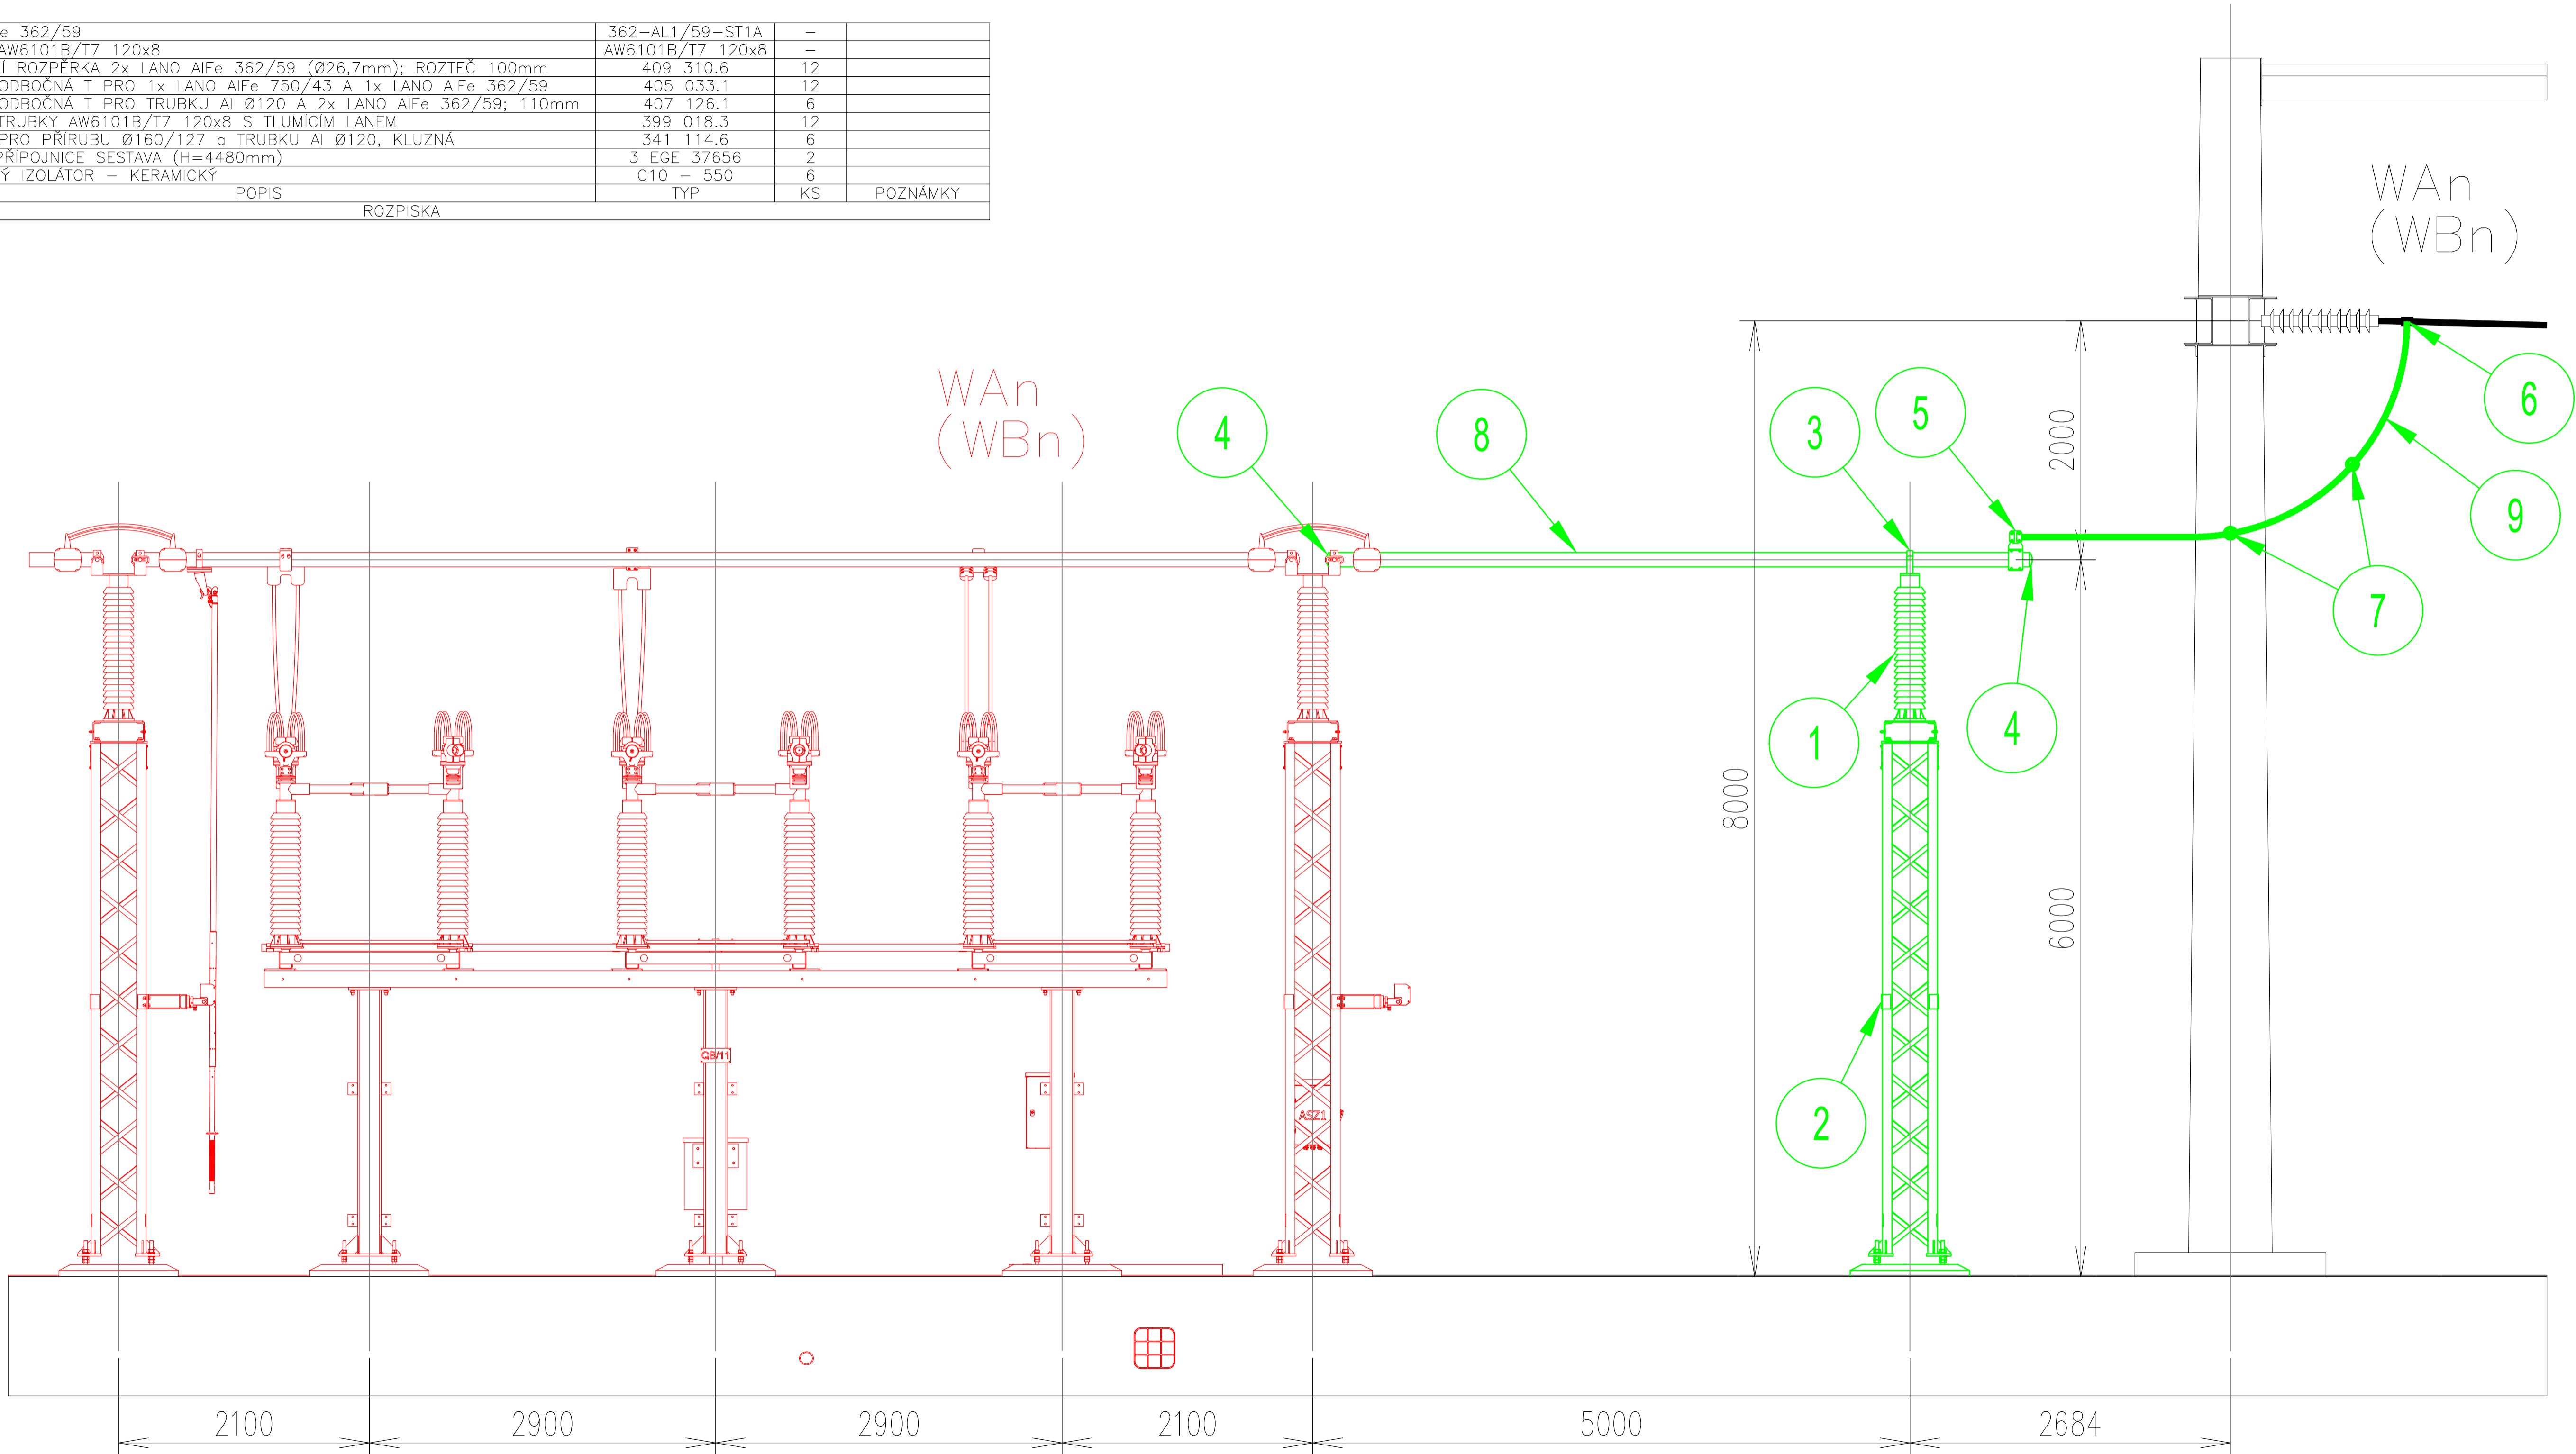 e 362/59 362-AL1/59-ST1A -
AW6101B/T7 120x8 AW6101B/T7 120x8 -
Í ROZPĚRKA 2x LANO AlFe 362/59 (Ø26,7mm); ROZTEČ 100mm 409 310.6 12
ODBOČNÁ T PRO 1x LANO AlFe 750/43 A 1x LANO AlFe 362/59 405 033.1 12
ODBOČNÁ T PRO TRUBKU Al Ø120 A 2x LANO AlFe 362/59; 110mm 407 126.1 6
TRUBKY AW6101B/T7 120x8 S TLUMÍCÍM LANEM 399 018.3 12
PRO PŘÍRUBU Ø160/127 a TRUBKU Al Ø120, KLUZNÁ 341 114.6 6
PŘÍPOJNICE SESTAVA (H=4480mm) 3 EGE 37656 2
Ý IZOLÁTOR - KERAMICKÝ C10 - 550 6
POPIS TYP KS POZNÁMKY
ROZPISKA
WAn
(WBn)
WAn
(WBn)
4
8
3
5
6
9
7
4
1
2
2000
8000
6000
QB/11
ASZ1
2100
2900
2900
2100
5000
2684